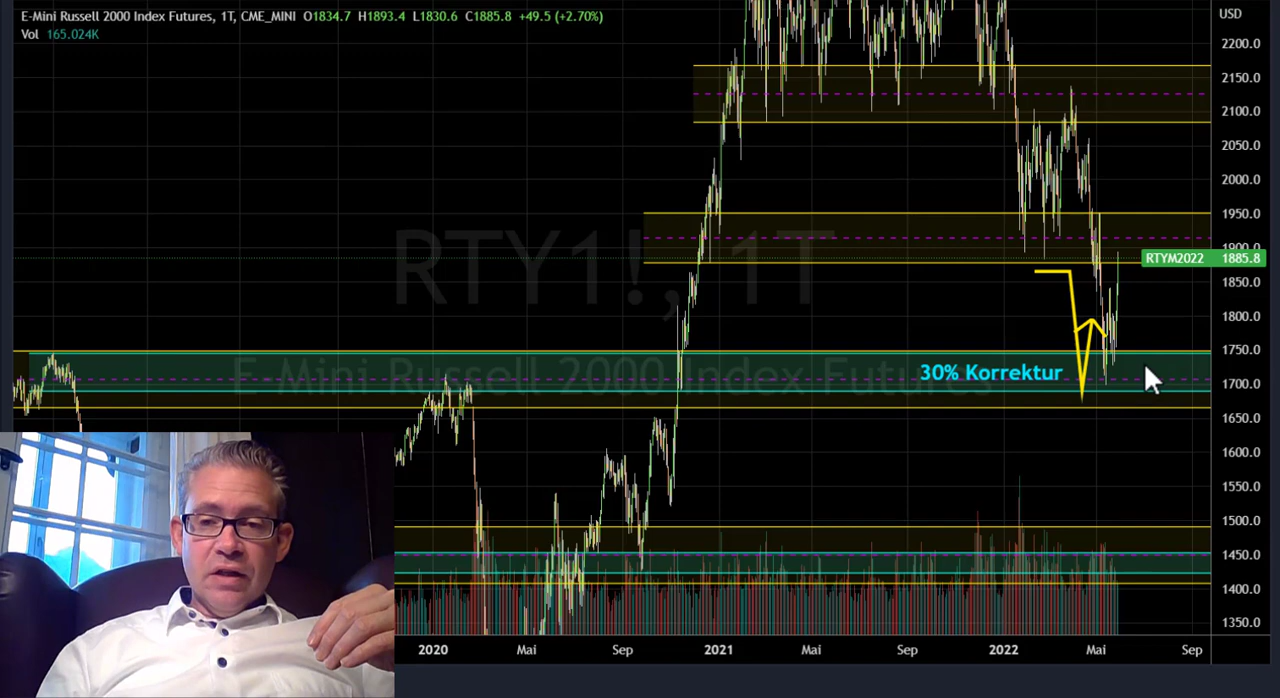 E-Mini Russell 2000 Index Futures, 1T, CME_MINI O1834.7 H1893.4 L1830.6 C1885.8 +49.5 (+2.70%)
Vol 165.024K
USD
2200.0
2150.0
2100.0
2050.0
2000.0
1950.0
1900.0
RTYM2022 1885.8
1850.0
1800.0
1750.0
1700.0
1650.0
1600.0
1550.0
1500.0
1450.0
1400.0
1350.0
RTY1!, 1T
E-Mini Russell 2000 Index Futures
30% Korrektur
2020 Mai Sep 2021 Mai Sep 2022 Mai Sep